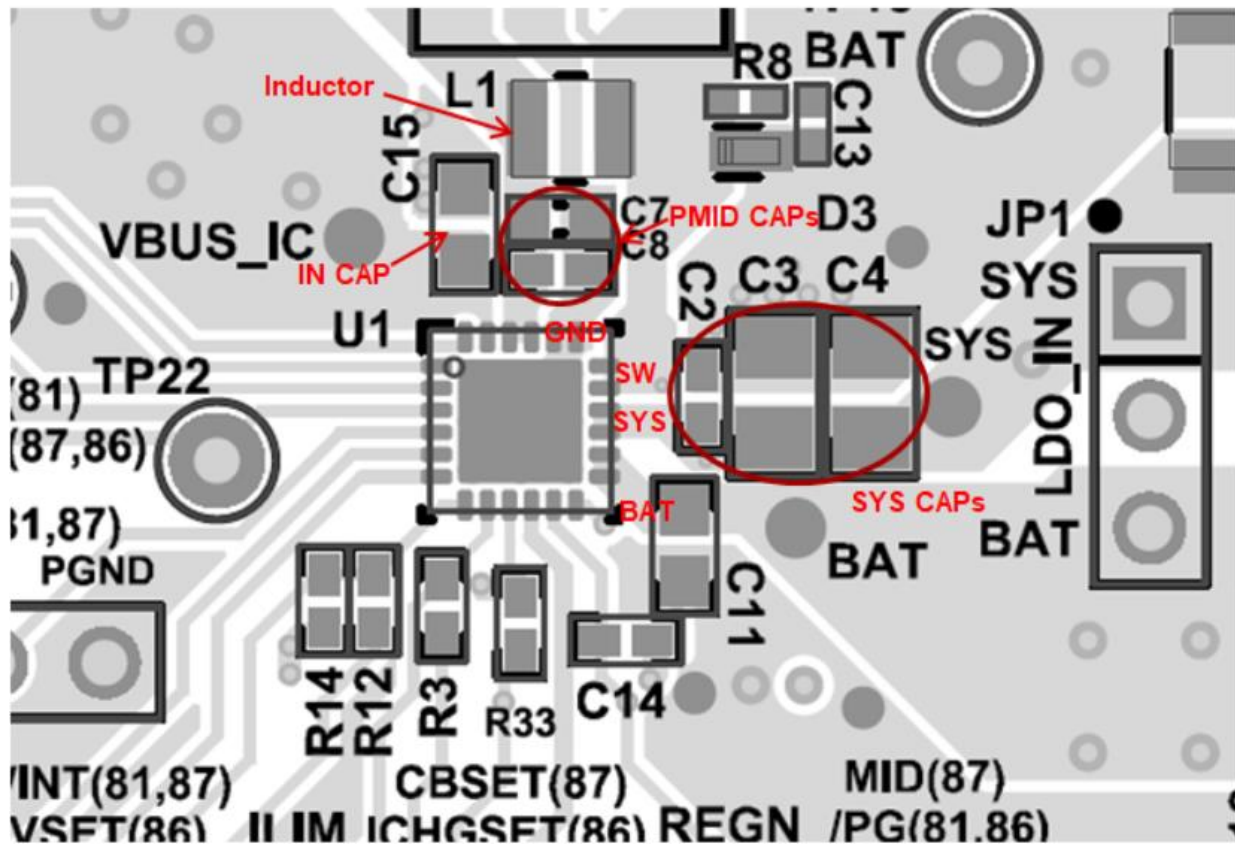 BAT
R8
Inductor
L1
C15
C13
C7
C8
PMID CAPs
D3
JP1
VBUS_IC
IN CAP
C2
C3
C4
SYS
U1
GND
SYS
TP22
SW
LDO_IN
(81)
SYS
(87,86)
BAT
SYS CAPs
BAT
31,87)
BAT
PGND
C11
R14
R12
R3
R33
C14
/INT(81,87)
CBSET(87)
MID(87)
VSET(86)
ILIM
ICHGSET(86)
REGN
/PG(81,86)